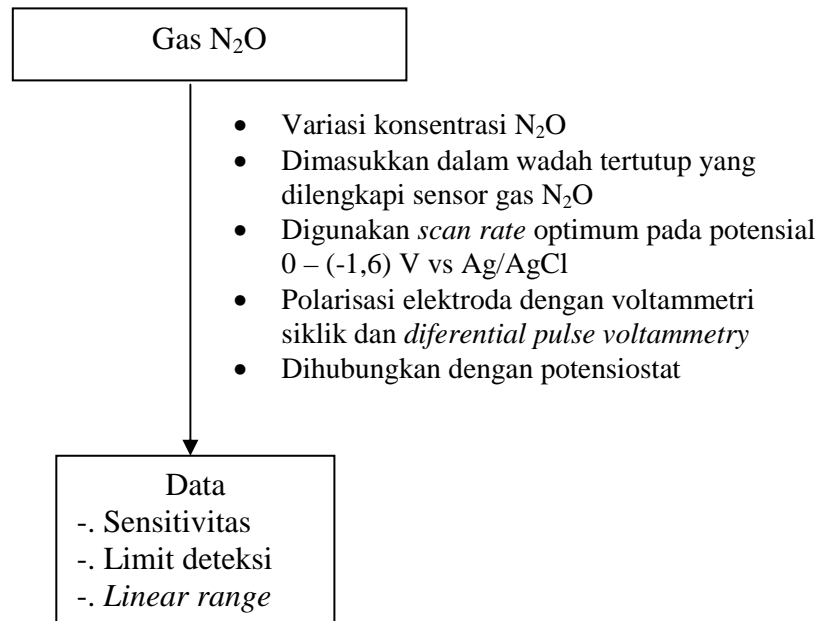 Gas N₂O
• Variasi konsentrasi N₂O
• Dimasukkan dalam wadah tertutup yang
dilengkapi sensor gas N₂O
• Digunakan scan rate optimum pada potensial
0 – (-1,6) V vs Ag/AgCl
• Polarisasi elektroda dengan voltammetri
siklik dan diferential pulse voltammetry
• Dihubungkan dengan potensiostat
Data
-. Sensitivitas
-. Limit deteksi
-. Linear range